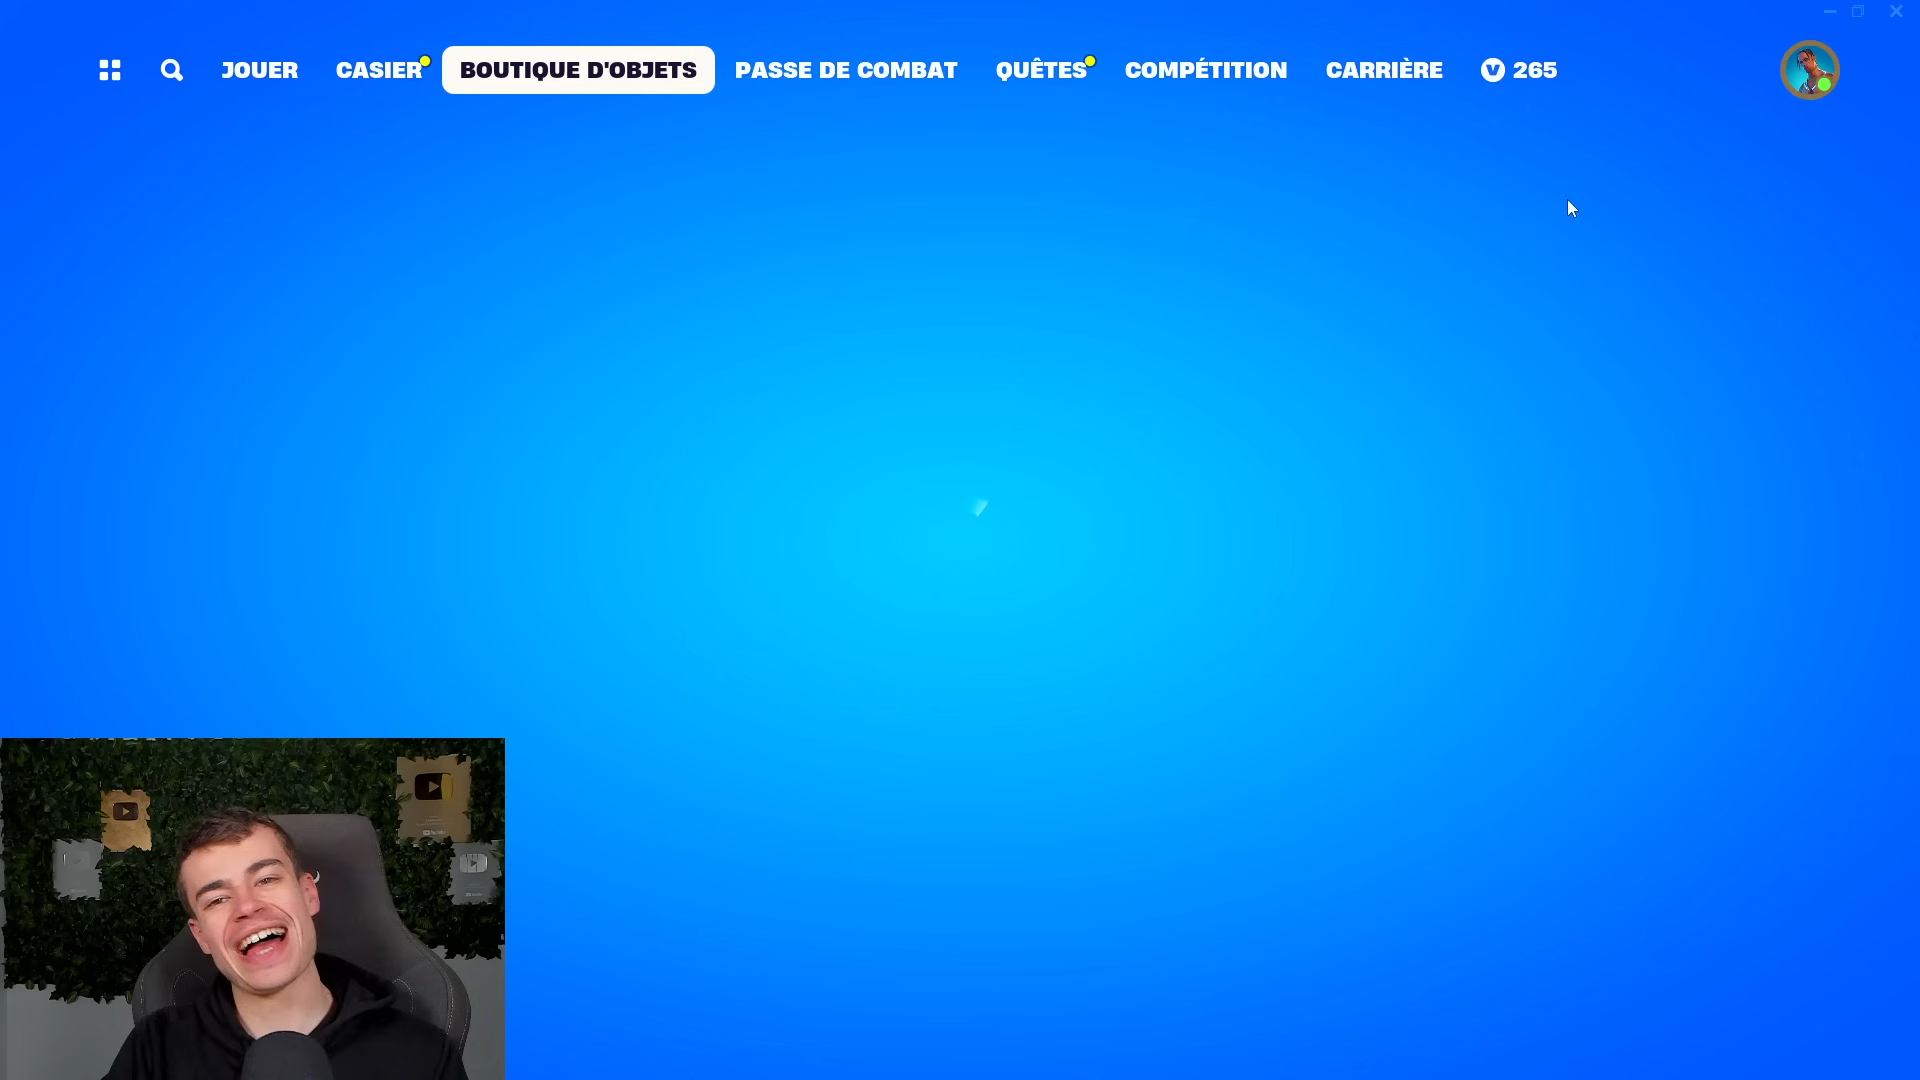 JOUER CASIER BOUTIQUE D'OBJETS PASSE DE COMBAT QUÊTES COMPÉTITION CARRIÈRE V 265